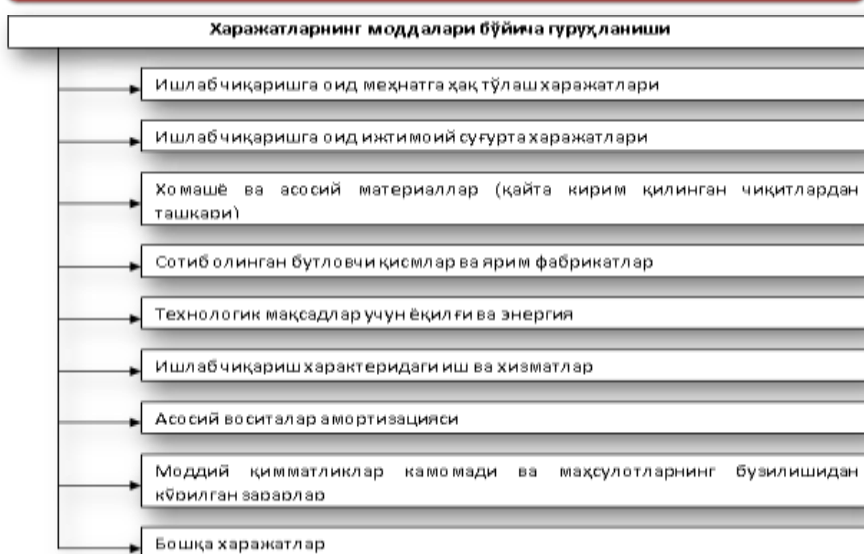 Харажатларнинг моддалари бўйича гуруҳланиши
Ишлаб чиқаришга оид меҳнатга ҳақ тўлаш харажатлари
Ишлаб чиқаришга оид ижтимоий суғурта харажатлари
Хомашё ва асосий материаллар (қайта кирим қилинган чиқитлардан
ташқари)
Сотиб олинган бутловчи қисмлар ва ярим фабрикатлар
Технологик мақсадлар учун ёқилғи ва энергия
Ишлаб чиқариш характеридаги иш ва хизматлар
Асосий воситалар амортизацияси
Моддий қимматликлар камомади ва маҳсулотларнинг бузилишидан
кўрилган зарарлар
Бошқа харажатлар